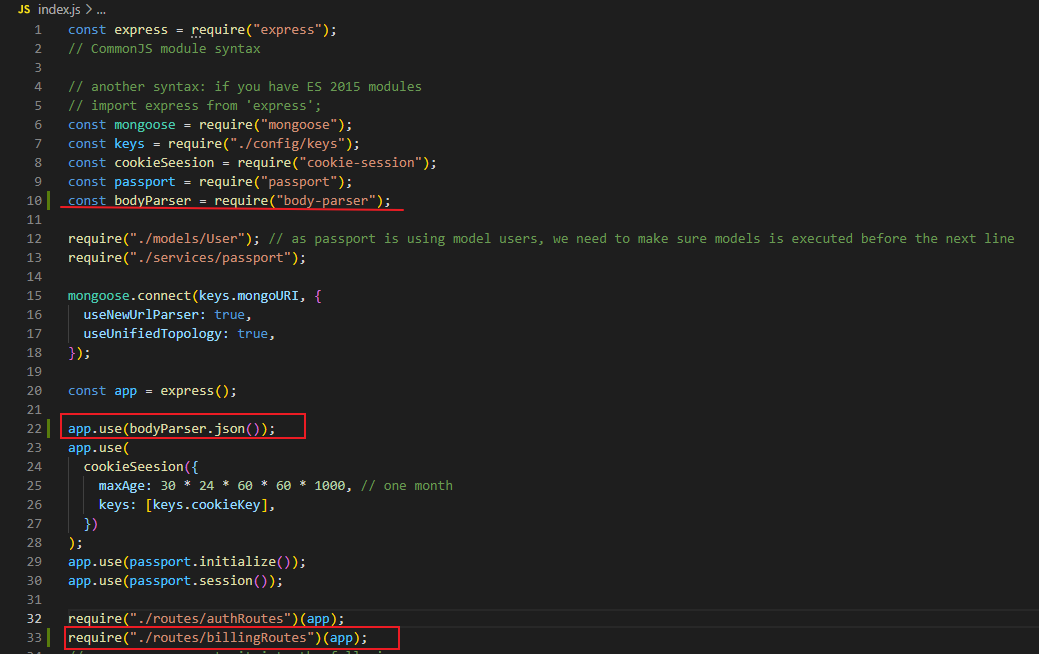 JS index.js > ...
1 const express = require("express");
2 // CommonJS module syntax
3
4 // another syntax: if you have ES 2015 modules
5 // import express from 'express';
6 const mongoose = require("mongoose");
7 const keys = require("./config/keys");
8 const cookieSeesion = require("cookie-session");
9 const passport = require("passport");
10 const bodyParser = require("body-parser");
11
12 require("./models/User"); // as passport is using model users, we need to make sure models is executed before the next line
13 require("./services/passport");
14
15 mongoose.connect(keys.mongoURI, {
16 useNewUrlParser: true,
17 useUnifiedTopology: true,
18 });
19
20 const app = express();
21
22 app.use(bodyParser.json());
23 app.use(
24 cookieSeesion({
25 maxAge: 30 * 24 * 60 * 60 * 1000, // one month
26 keys: [keys.cookieKey],
27 })
28 );
29 app.use(passport.initialize());
30 app.use(passport.session());
31
32 require("./routes/authRoutes")(app);
33 require("./routes/billingRoutes")(app);